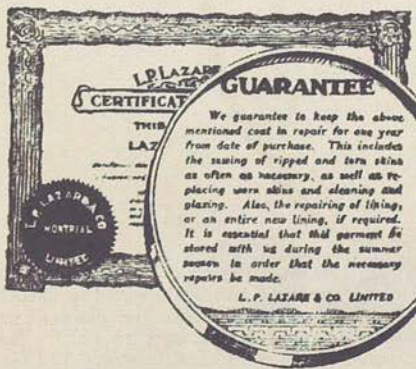 L.P. LAZARE
CERTIFICAT
THIS
LAZ
L.P. LAZARE & CO.
MONTREAL
LIMITED
GUARANTEE
We guarantee to keep the above
mentioned coat in repair for one year
from date of purchase. This includes
the sewing of ripped and torn skins
as often as necessary, as well as re-
placing worn skins and cleaning and
glazing. Also, the repairing of lining,
or an entire new lining, if required.
It is essential that this garment be
stored with us during the summer
season in order that the necessary
repairs be made.
L. P. LAZARE & CO. LIMITED